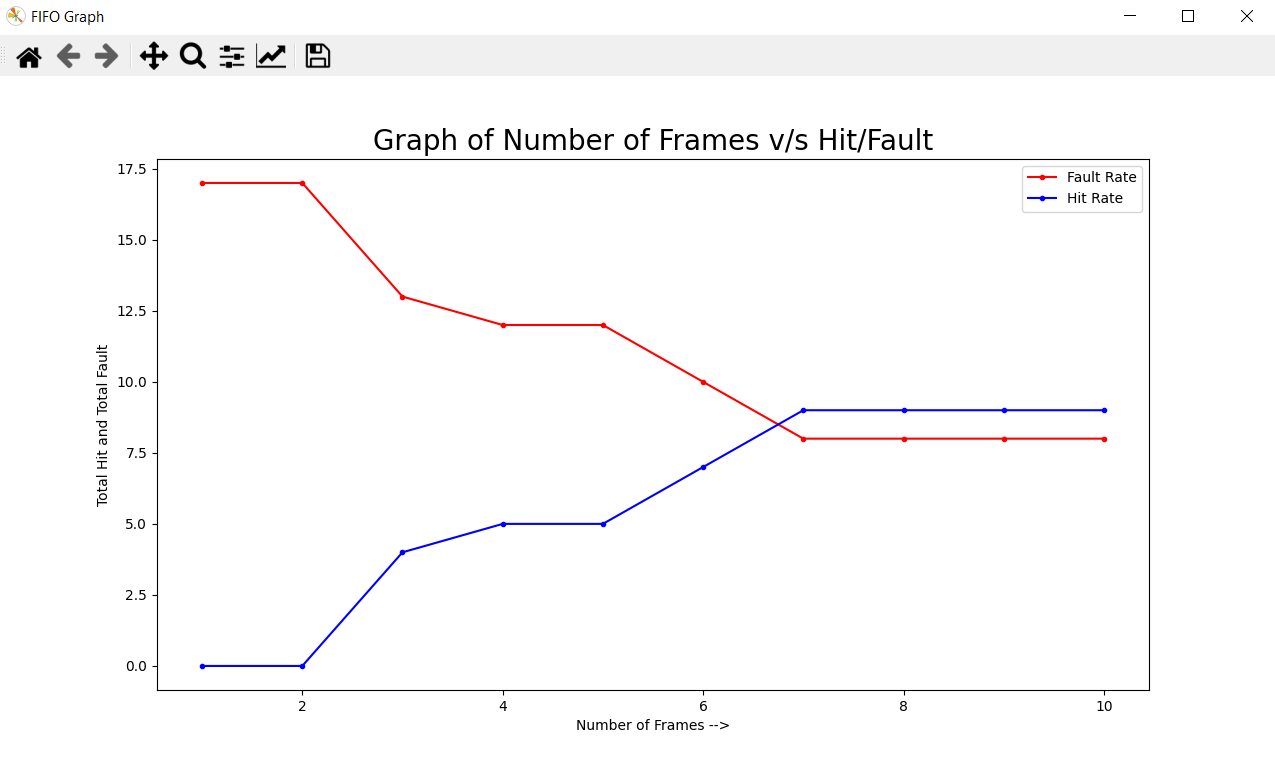 FIFO Graph
Graph of Number of Frames v/s Hit/Fault
Fault Rate
Hit Rate
17.5
15.0
12.5
10.0
7.5
5.0
2.5
0.0
Total Hit and Total Fault
2 4 6 8 10
Number of Frames -->